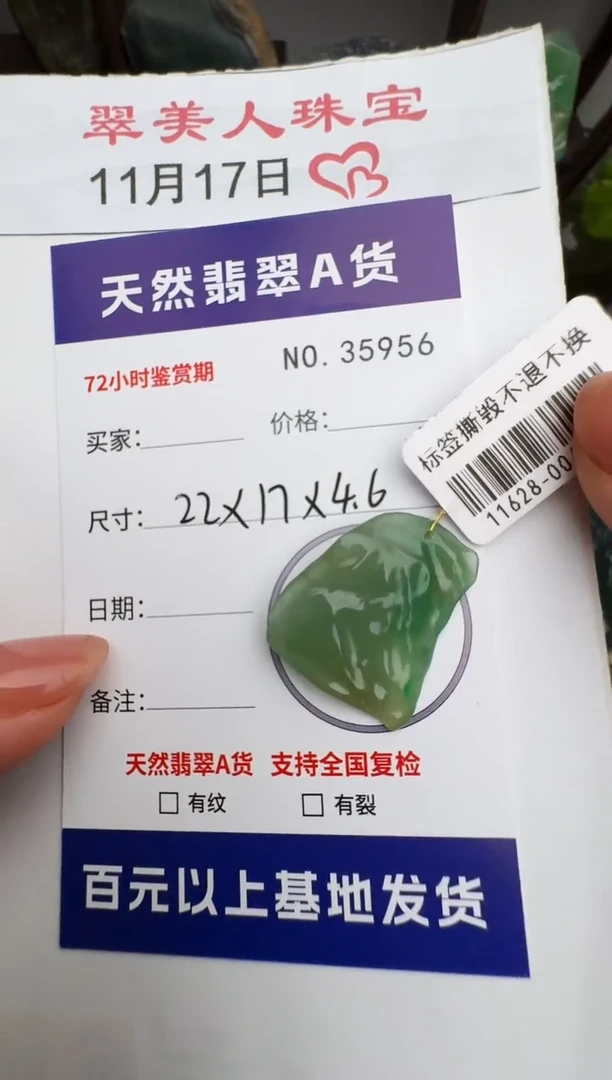 翠美人珠宝
11月17日
天然翡翠A货
72小时鉴赏期
NO.35956
买家:
价格:
尺寸: 22X17X4.6
日期:
备注:
天然翡翠A货 支持全国复检
□ 有纹 □ 有裂
百元以上基地发货
标签撕毁不退不换
11628-00